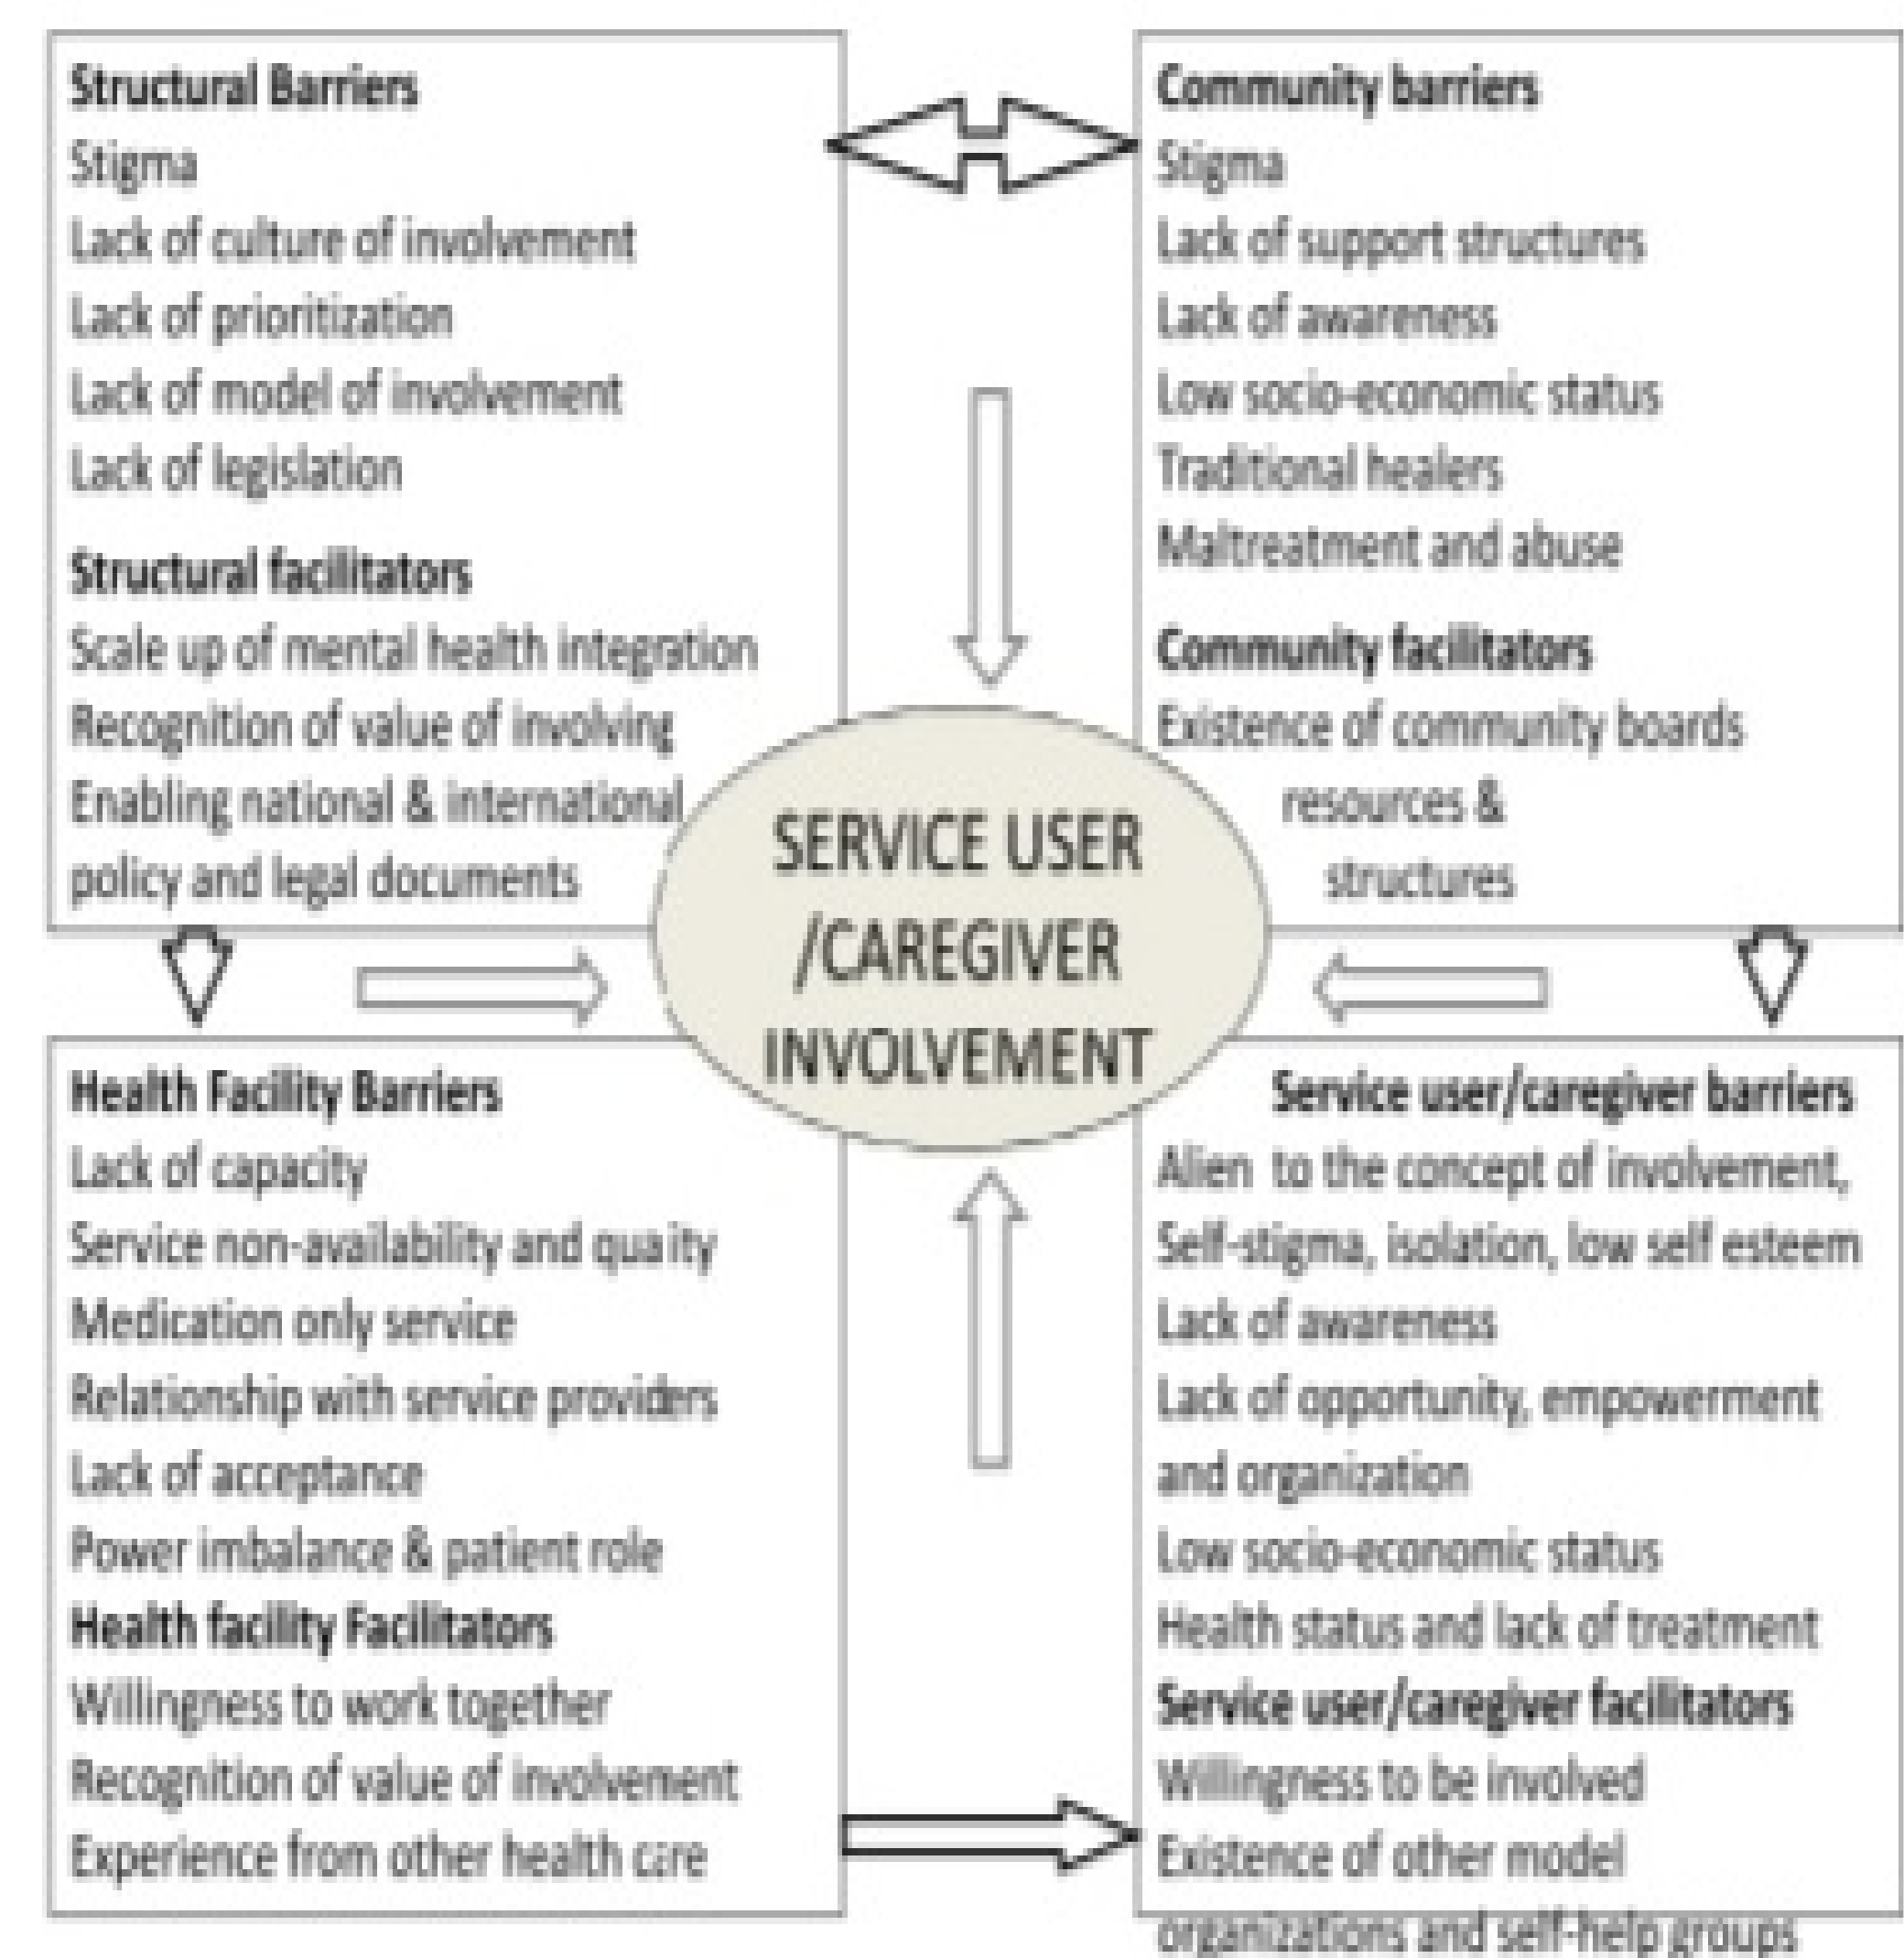 Structural Barriers
Stigma
Lack of culture of involvement
Lack of prioritization
Lack of model of involvement
Lack of legislation
Structural facilitators
Scale up of mental health integration
Recognition of value of involving
Enabling national & international
policy and legal documents
Community barriers
Stigma
Lack of support structures
Lack of awareness
Low socio-economic status
Traditional healers
Maltreatment and abuse
Community facilitators
Existence of community boards
resources &
structures
SERVICE USER
/CAREGIVER
INVOLVEMENT
Health Facility Barriers
Lack of capacity
Service non-availability and quality
Medication only service
Relationship with service providers
Lack of acceptance
Power imbalance & patient role
Health facility Facilitators
Willingness to work together
Recognition of value of involvement
Experience from other health care
Service user/caregiver barriers
Alien to the concept of involvement,
Self-stigma, isolation, low self esteem
Lack of awareness
Lack of opportunity, empowerment
and organization
Low socio-economic status
Health status and lack of treatment
Service user/caregiver facilitators
Willingness to be involved
Existence of other model
organizations and self-help groups